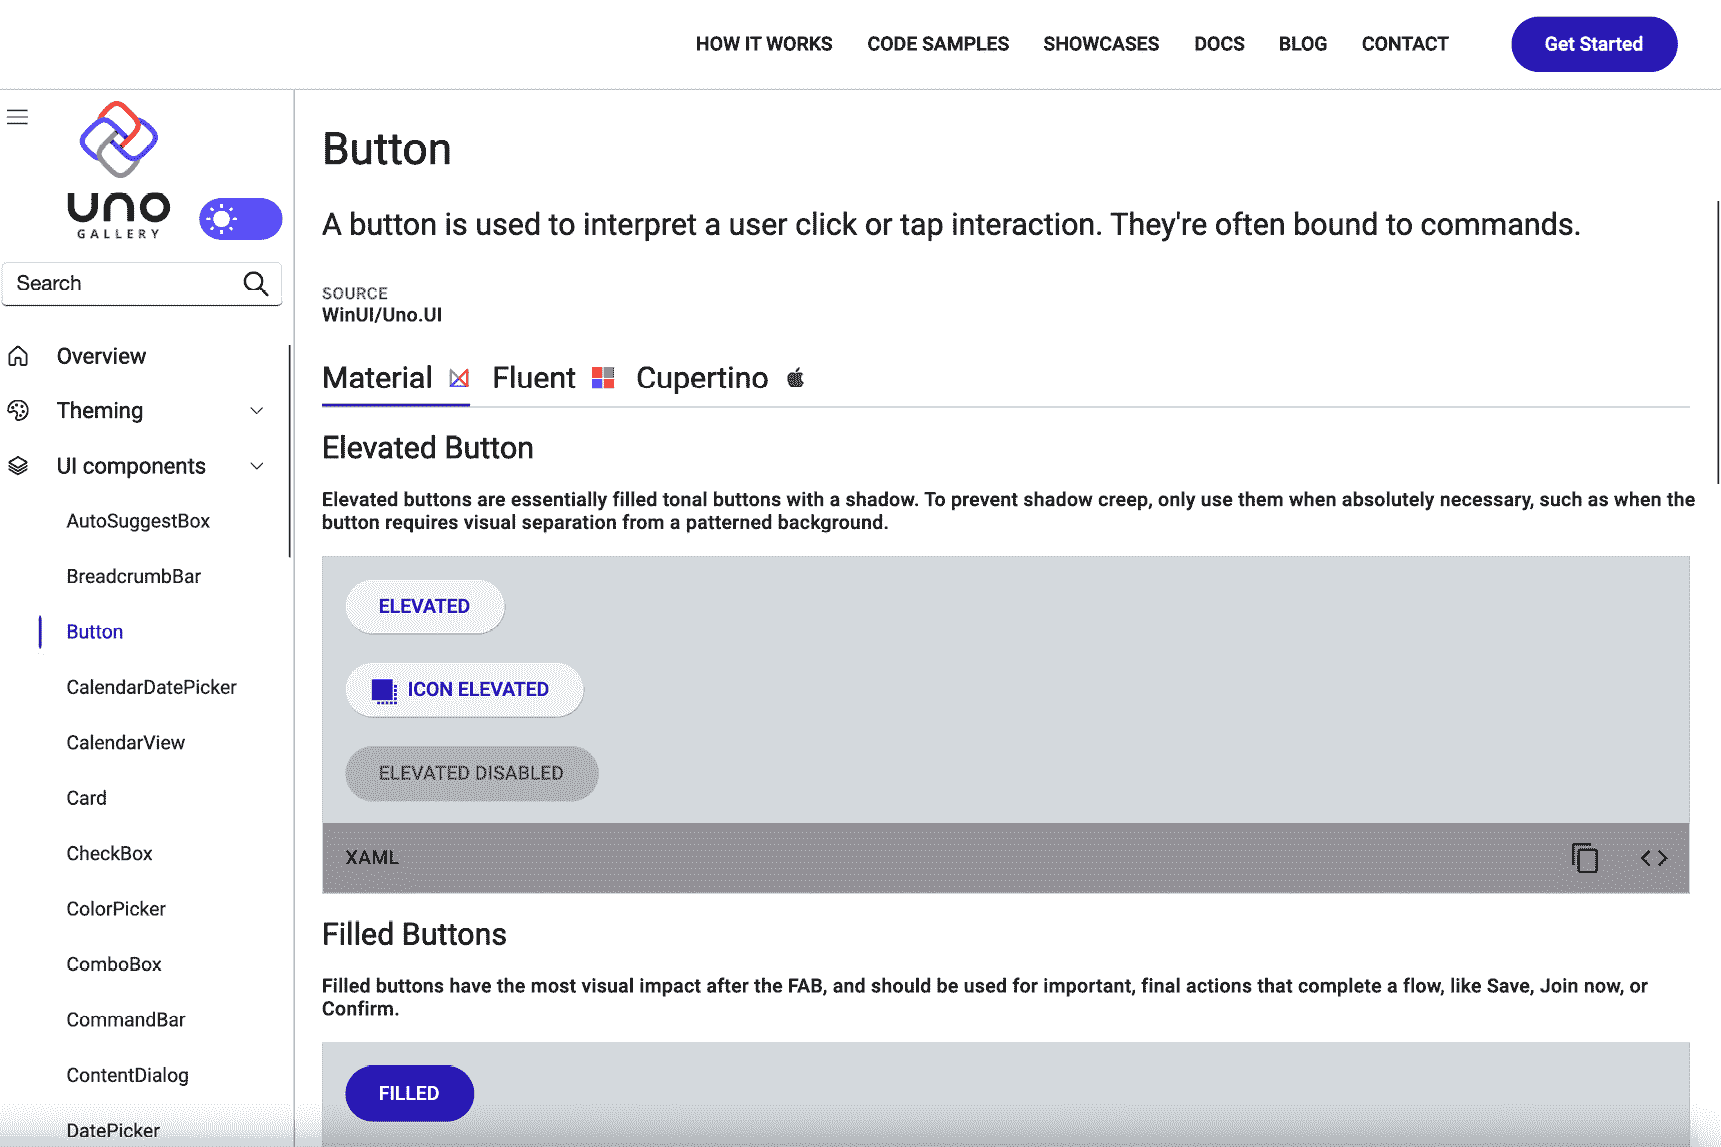 HOW IT WORKS CODE SAMPLES SHOWCASES DOCS BLOG CONTACT Get Started
uno
GALLERY
Search
Overview
Theming
UI components
AutoSuggestBox
BreadcrumbBar
Button
CalendarDatePicker
CalendarView
Card
CheckBox
ColorPicker
ComboBox
CommandBar
ContentDialog
DatePicker
Button
A button is used to interpret a user click or tap interaction. They're often bound to commands.
SOURCE
WinUI/Uno.UI
Material Fluent Cupertino
Elevated Button
Elevated buttons are essentially filled tonal buttons with a shadow. To prevent shadow creep, only use them when absolutely necessary, such as when the
button requires visual separation from a patterned background.
ELEVATED
ICON ELEVATED
ELEVATED DISABLED
XAML
Filled Buttons
Filled buttons have the most visual impact after the FAB, and should be used for important, final actions that complete a flow, like Save, Join now, or
Confirm.
FILLED